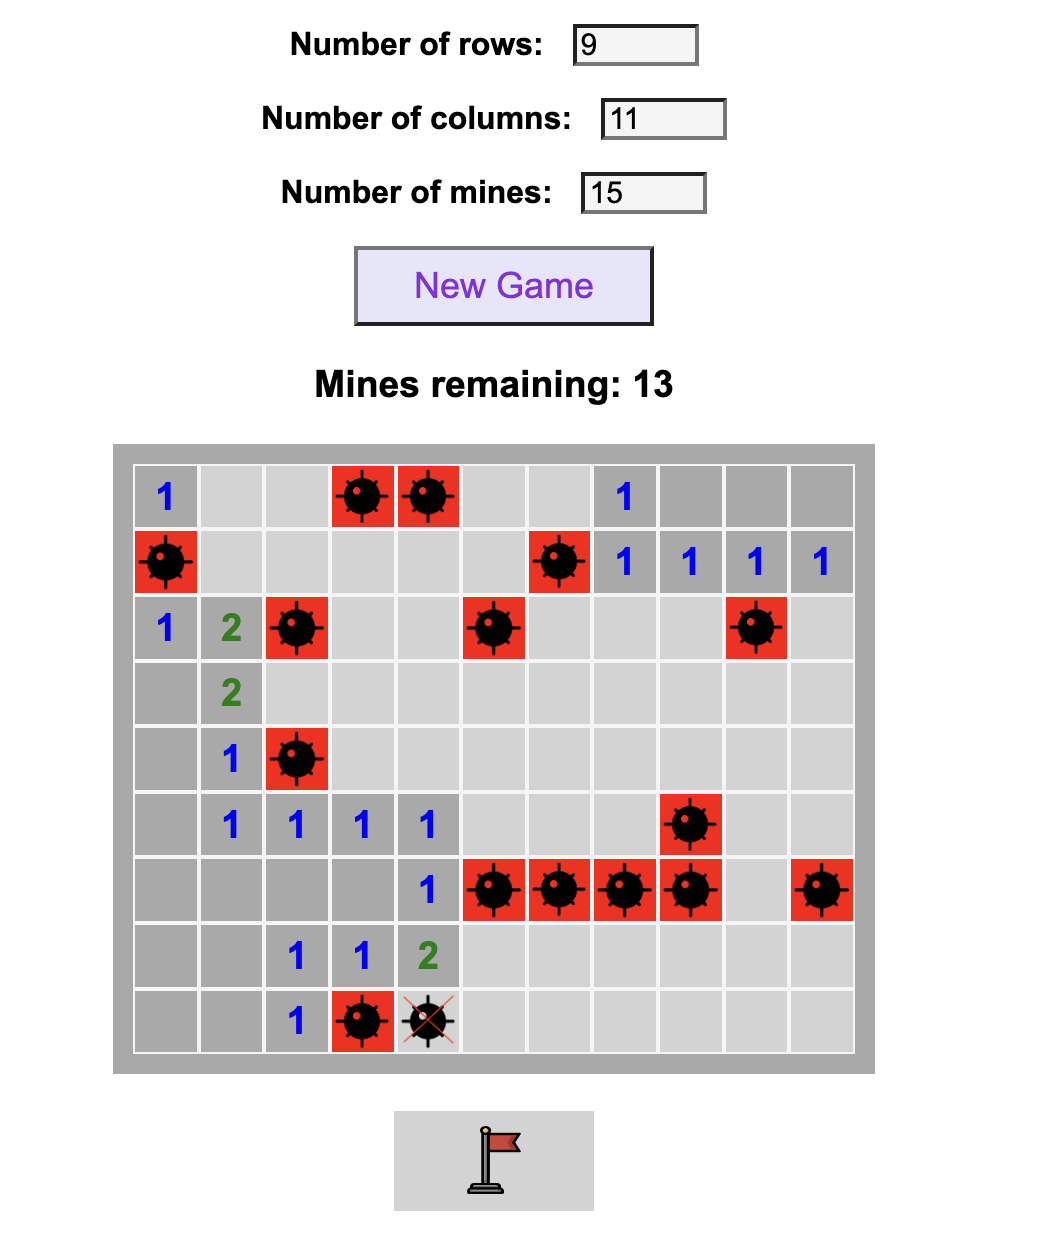 Number of rows: 9
Number of columns: 11
Number of mines: 15
New Game
Mines remaining: 13
1 1
1 1 1 1
1 2
2
1
1 1 1 1
1
1 1 2
1